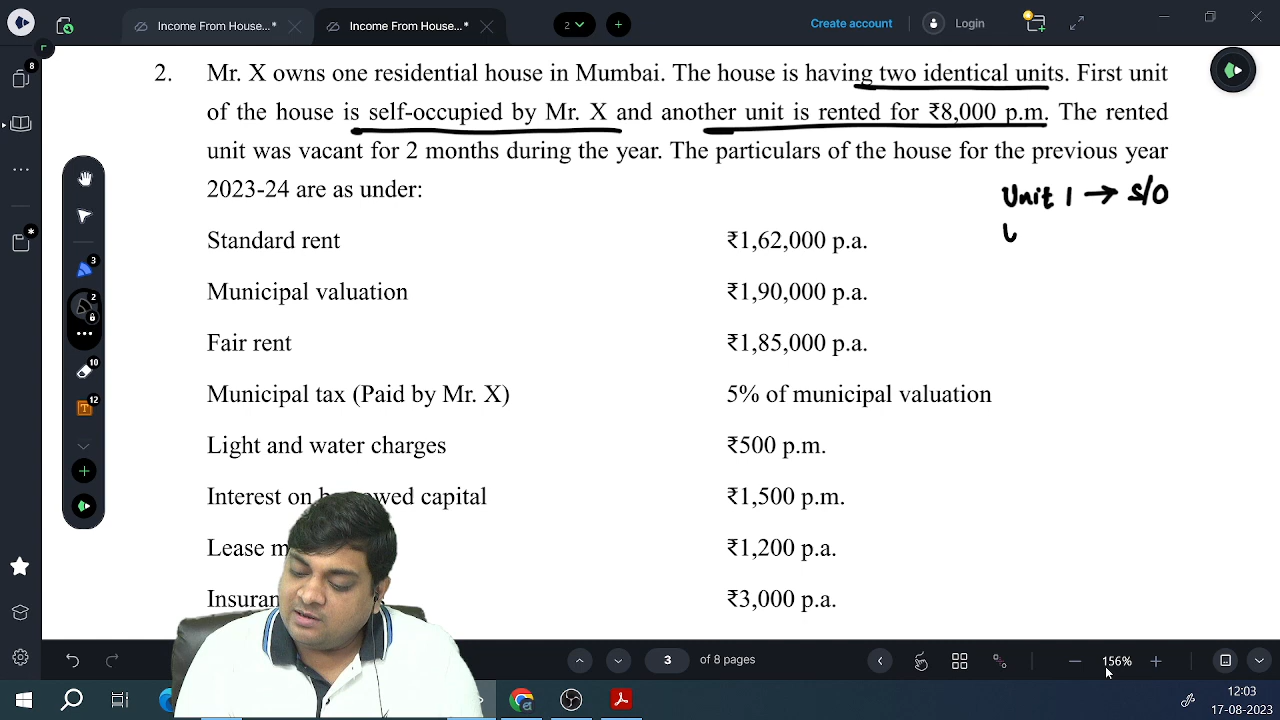 Income From House...*
Income From House...*
2
Create account
Login
8
2. Mr. X owns one residential house in Mumbai. The house is having two identical units. First unit
of the house is self-occupied by Mr. X and another unit is rented for ₹8,000 p.m. The rented
unit was vacant for 2 months during the year. The particulars of the house for the previous year
2023-24 are as under:
Unit 1 → S/O
Standard rent ₹1,62,000 p.a.
Municipal valuation ₹1,90,000 p.a.
3
2
Fair rent ₹1,85,000 p.a.
10
Municipal tax (Paid by Mr. X) 5% of municipal valuation
12
T
Light and water charges ₹500 p.m.
Interest on capital ₹1,500 p.m.
Lease ₹1,200 p.a.
₹3,000 p.a.
3 of 8 pages
156%
12:03
17-08-2023